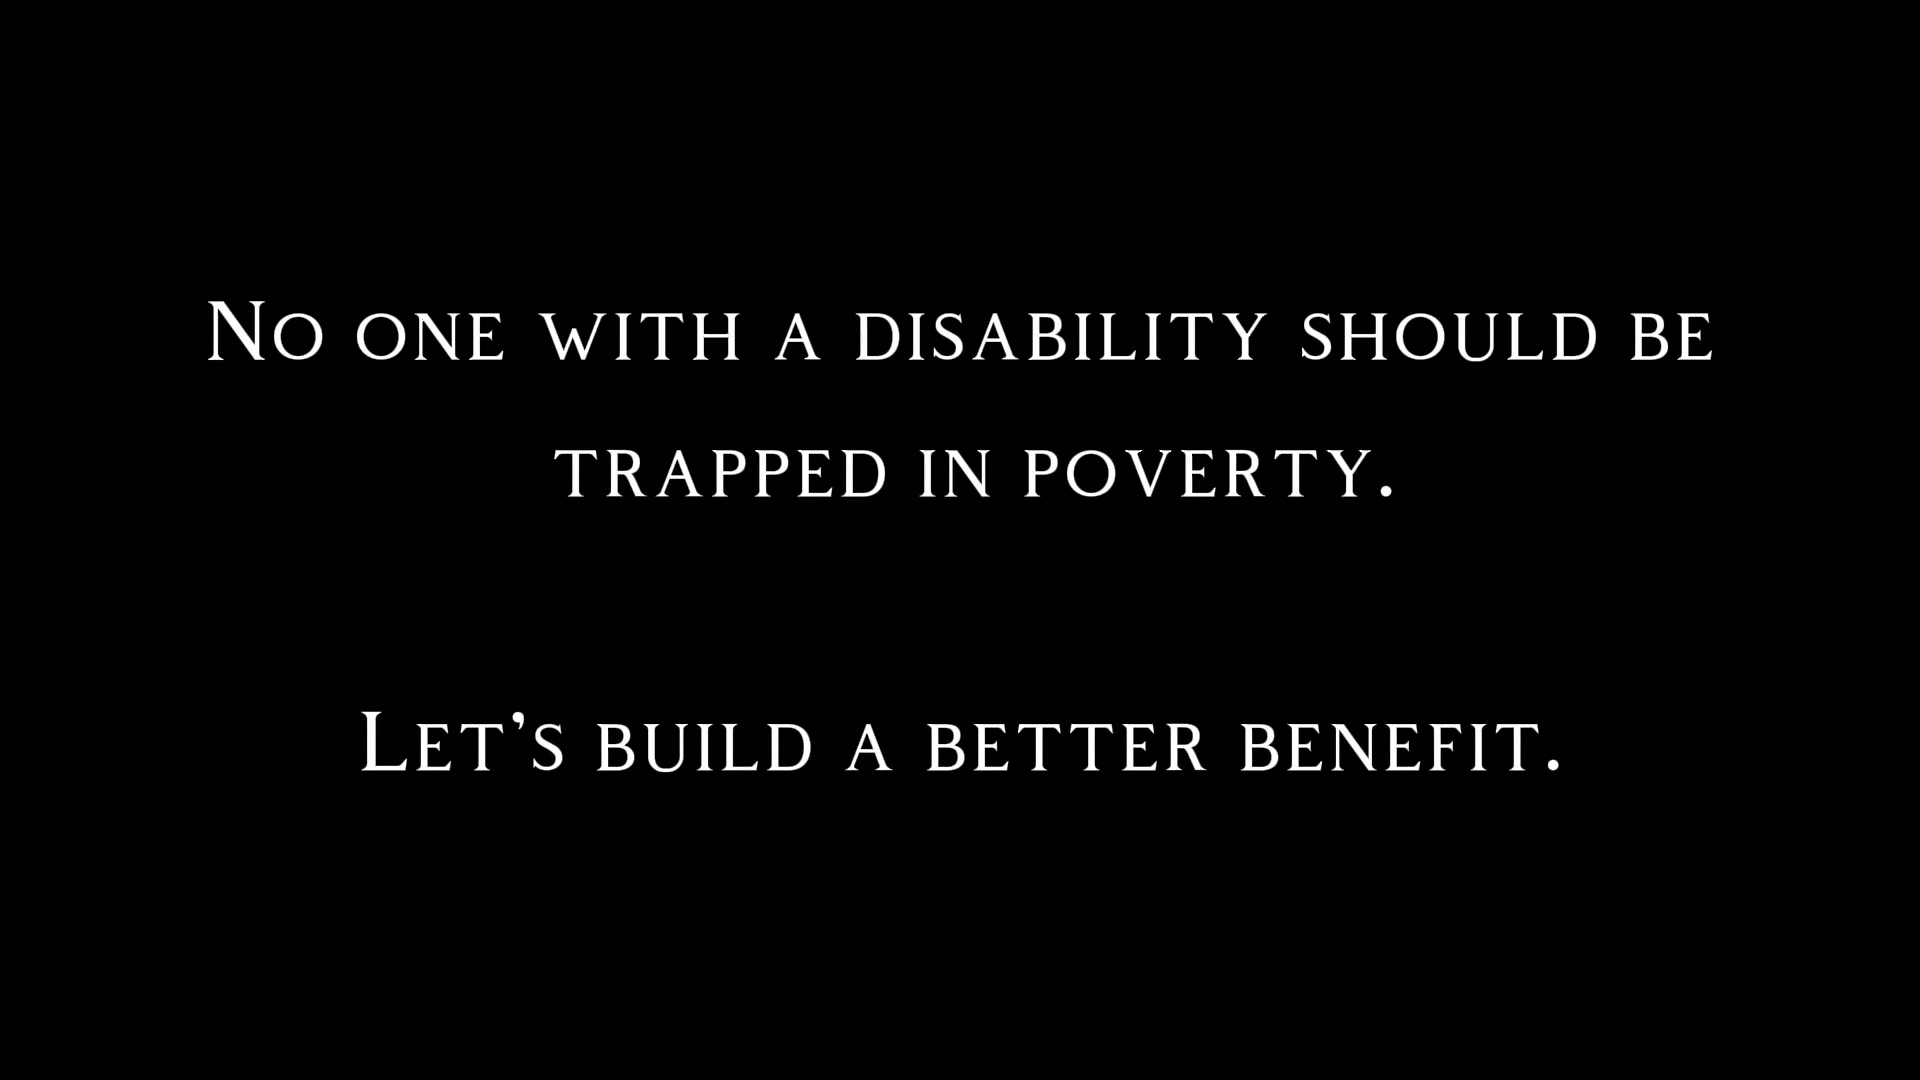 No one with a disability should be
trapped in poverty.
Let’s build a better benefit.